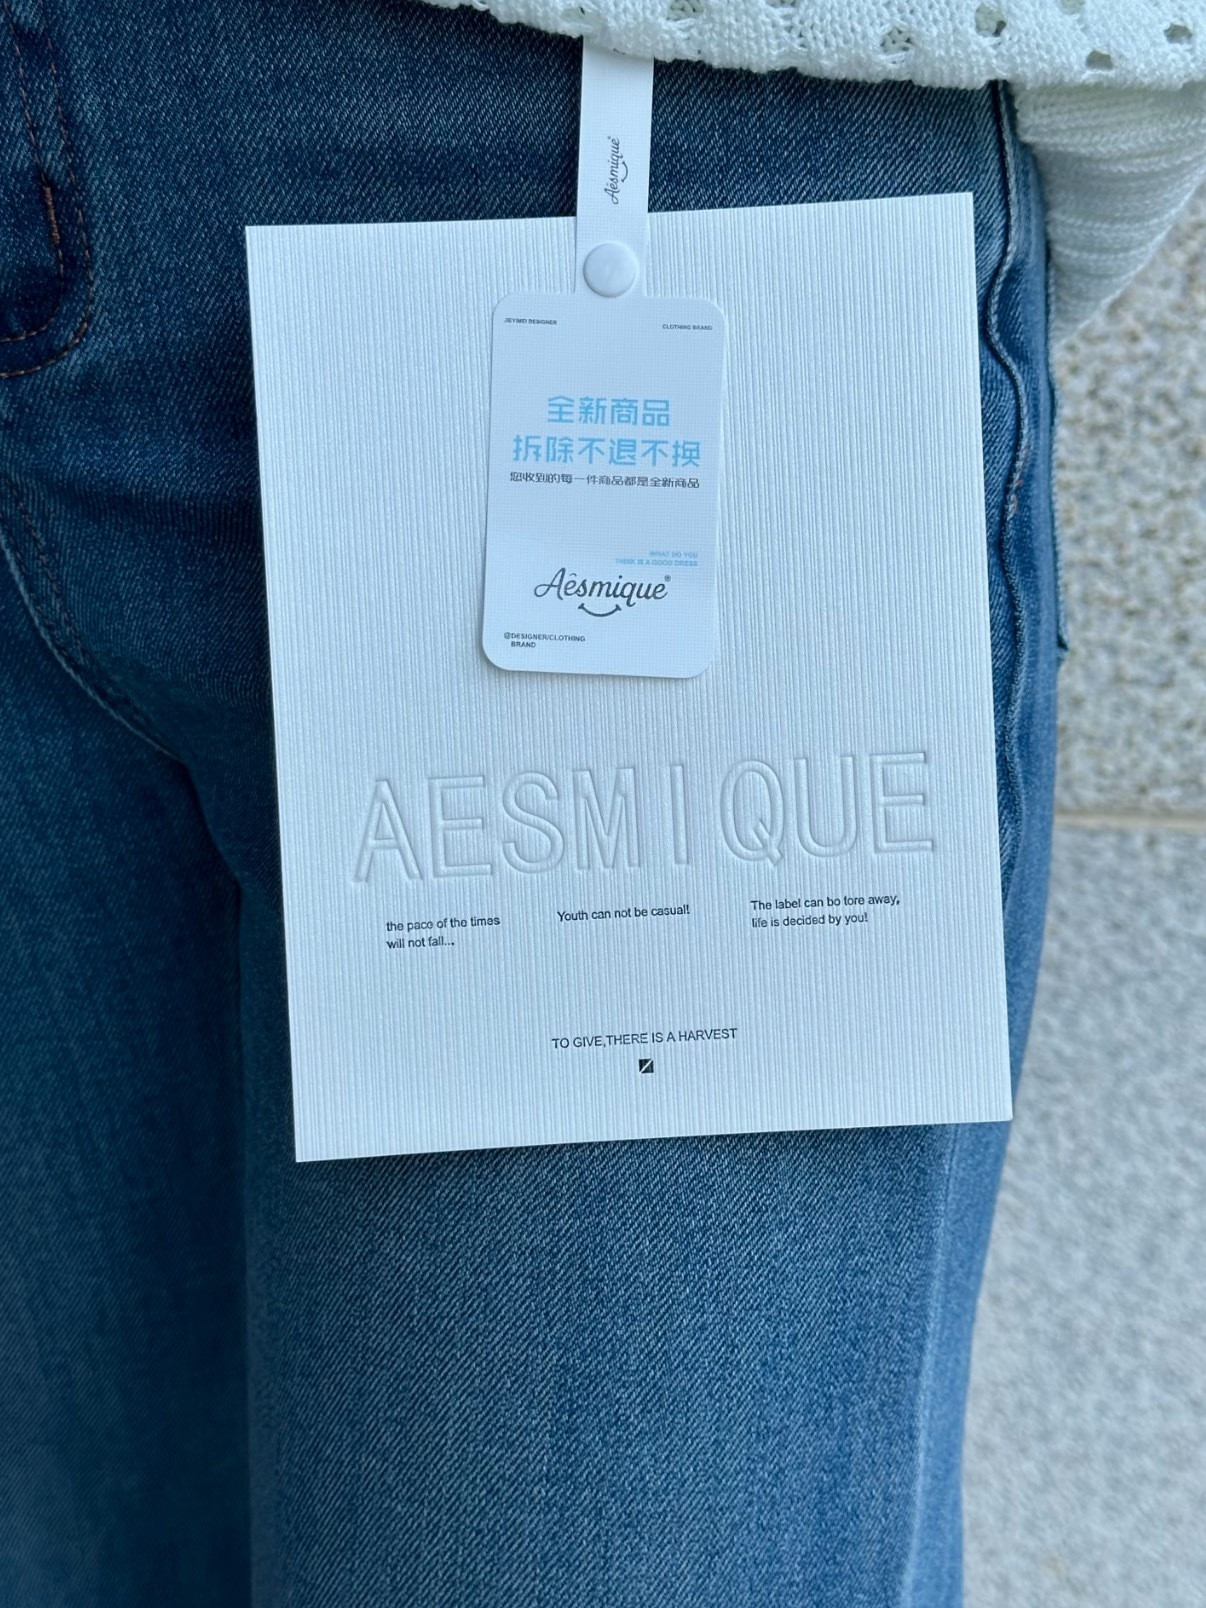 Aêsmique®
JEYIMEI DESIGNER
CLOTHING BRAND
全新商品
拆除不退不换
您收到的每一件商品都是全新商品
WHAT DO YOU
THINK IS A GOOD DRESS
Aêsmique®
@DESIGNER/CLOTHING
BRAND
AESMIQUE
the pace of the times
will not fall...
Youth can not be casual!
The label can bo tore away,
life is decided by you!
TO GIVE,THERE IS A HARVEST